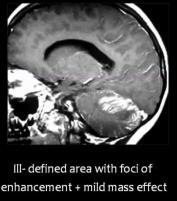 Ill- defined area with foci of
enhancement + mild mass effect